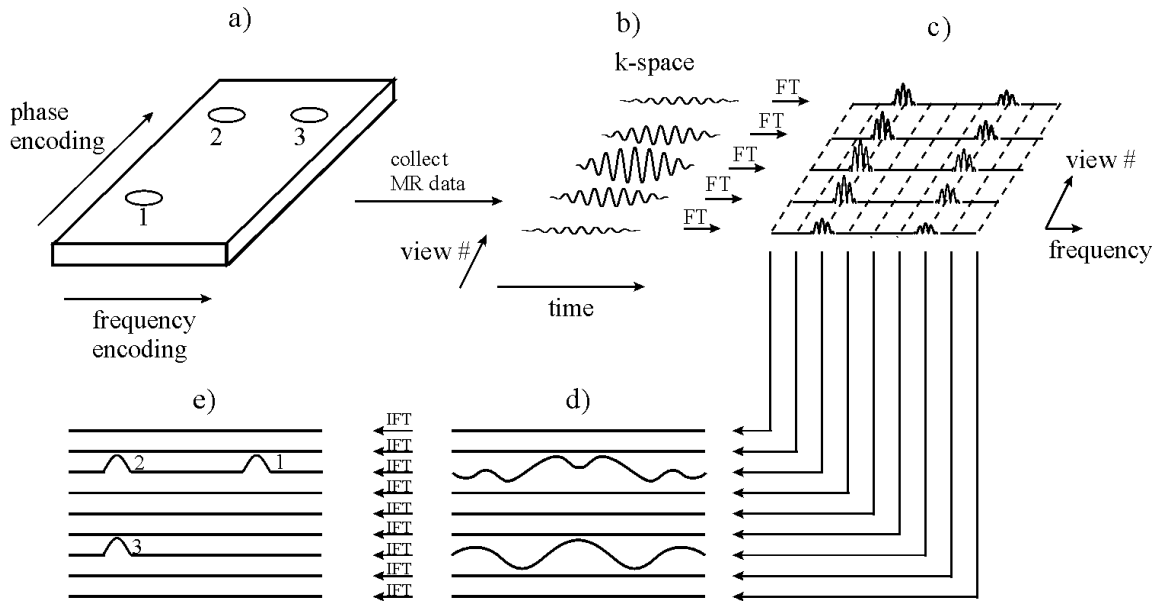 a)
b)
c)
k-space
phase
encoding
2
3
1
collect
MR data
view #
time
frequency
encoding
FT
FT
FT
FT
FT
view #
frequency
e)
d)
IFT
IFT
IFT
IFT
IFT
IFT
IFT
IFT
IFT
2
1
3